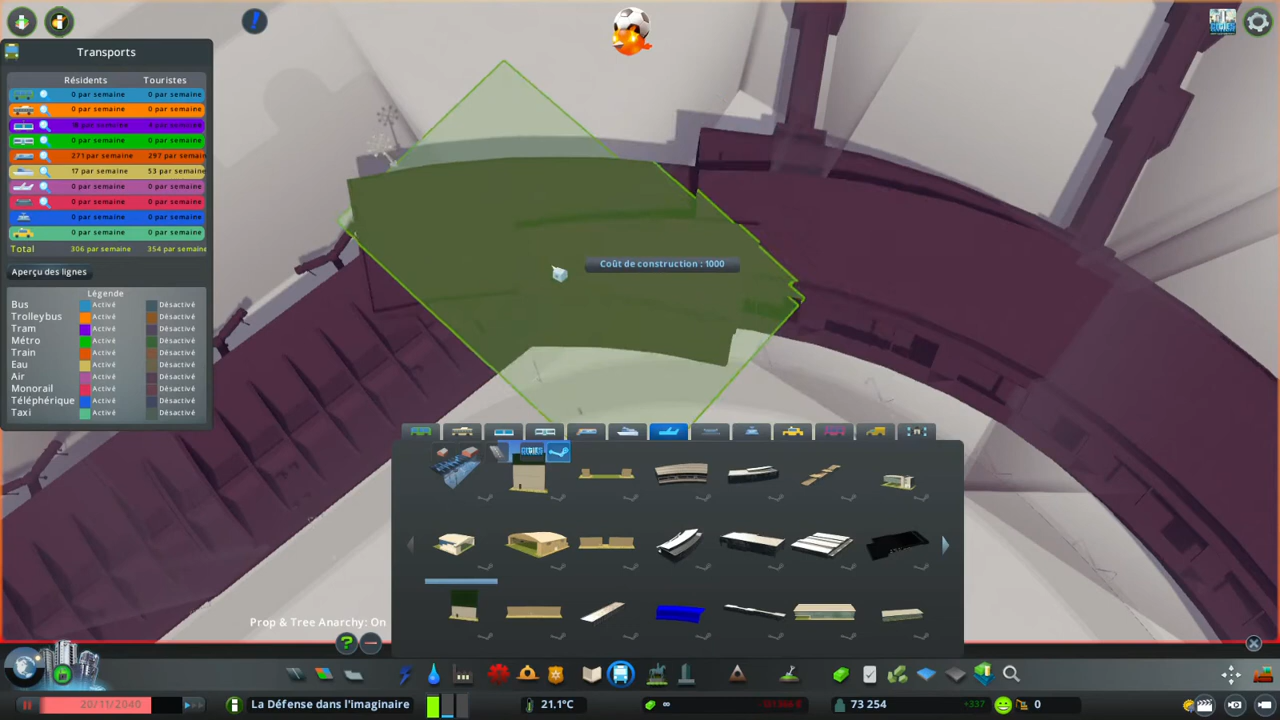 Transports
Résidents Touristes
0 par semaine 0 par semaine
0 par semaine 0 par semaine
0 par semaine 0 par semaine
271 par semaine 297 par semain
17 par semaine 53 par semaine
0 par semaine 0 par semaine
0 par semaine 0 par semaine
0 par semaine 0 par semaine
0 par semaine 0 par semaine
Total 306 par semaine 354 par semaine
Aperçu des lignes
Légende
Bus Activé Désactivé
Trolleybus Activé Désactivé
Tram Activé Désactivé
Métro Activé Désactivé
Train Activé Désactivé
Eau Activé Désactivé
Air Activé Désactivé
Monorail Activé Désactivé
Téléphérique Activé Désactivé
Taxi Activé Désactivé
Coût de construction : 1000
Prop & Tree Anarchy: On
20/11/2040
La Défense dans l'imaginaire
21.1°C
∞
73 254
+337
0